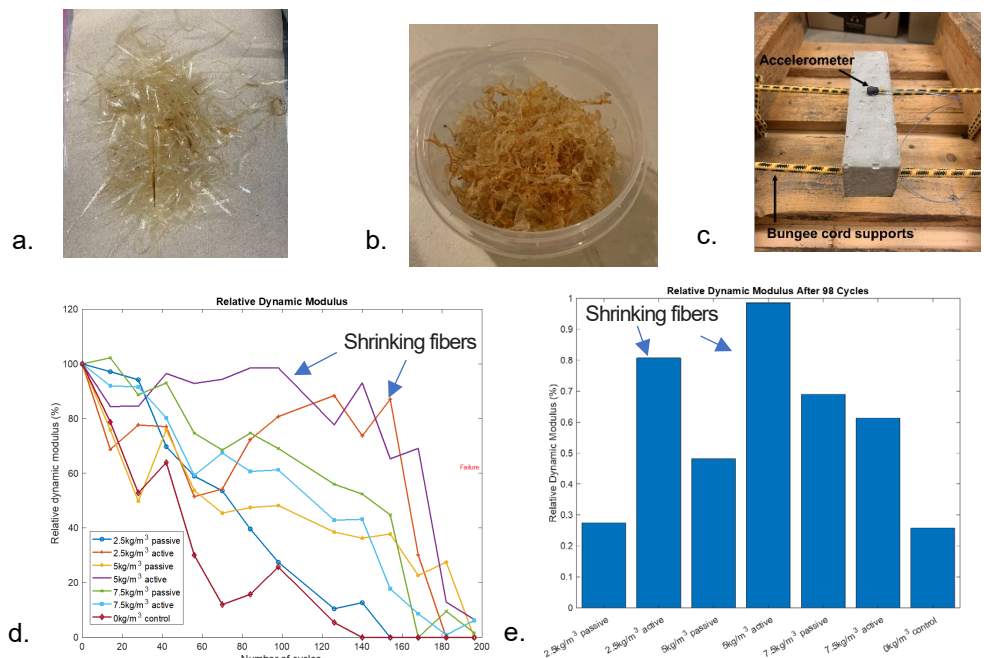 a.
b.
c.
Accelerometer
Bungee cord supports
d.
Relative Dynamic Modulus
Relative dynamic modulus (%)
120
100
80
60
40
20
0
0 20 40 60 80 100 120 140 160 180 200
Number of cycles
Shrinking fibers
Failure
2.5kg/m³ passive
2.5kg/m³ active
5kg/m³ passive
5kg/m³ active
7.5kg/m³ passive
7.5kg/m³ active
0kg/m³ control
e.
Relative Dynamic Modulus After 98 Cycles
Relative Dynamic Modulus (%)
1
0.9
0.8
0.7
0.6
0.5
0.4
0.3
0.2
0.1
0
Shrinking fibers
2.5kg/m³ passive
2.5kg/m³ active
5kg/m³ passive
5kg/m³ active
7.5kg/m³ passive
7.5kg/m³ active
0kg/m³ control